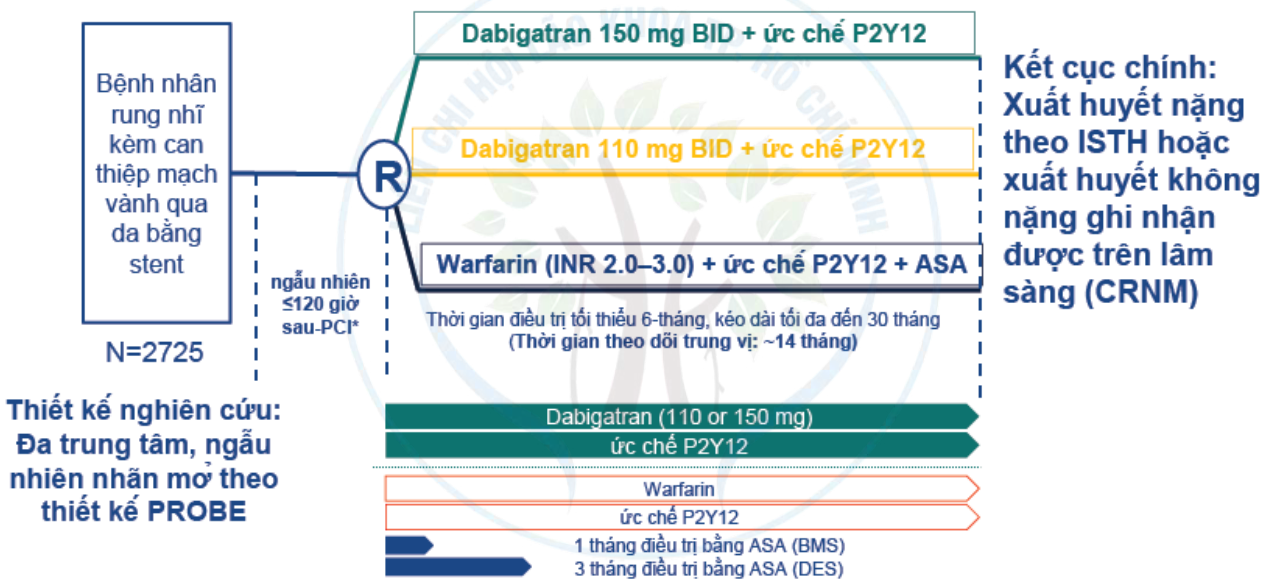 Dabigatran 150 mg BID + ức chế P2Y12
Bệnh nhân
rung nhĩ
kèm can
thiệp mạch
vành qua
da bằng
stent
N=2725
ngẫu nhiên
≤120 giờ
sau-PCI*
R
Dabigatran 110 mg BID + ức chế P2Y12
Warfarin (INR 2.0–3.0) + ức chế P2Y12 + ASA
Thời gian điều trị tối thiểu 6-tháng, kéo dài tối đa đến 30 tháng
(Thời gian theo dõi trung vị: ~14 tháng)
Kết cục chính:
Xuất huyết nặng
theo ISTH hoặc
xuất huyết không
nặng ghi nhận
được trên lâm
sàng (CRNM)
Thiết kế nghiên cứu:
Đa trung tâm, ngẫu
nhiên nhãn mở theo
thiết kế PROBE
Dabigatran (110 or 150 mg)
ức chế P2Y12
Warfarin
ức chế P2Y12
1 tháng điều trị bằng ASA (BMS)
3 tháng điều trị bằng ASA (DES)